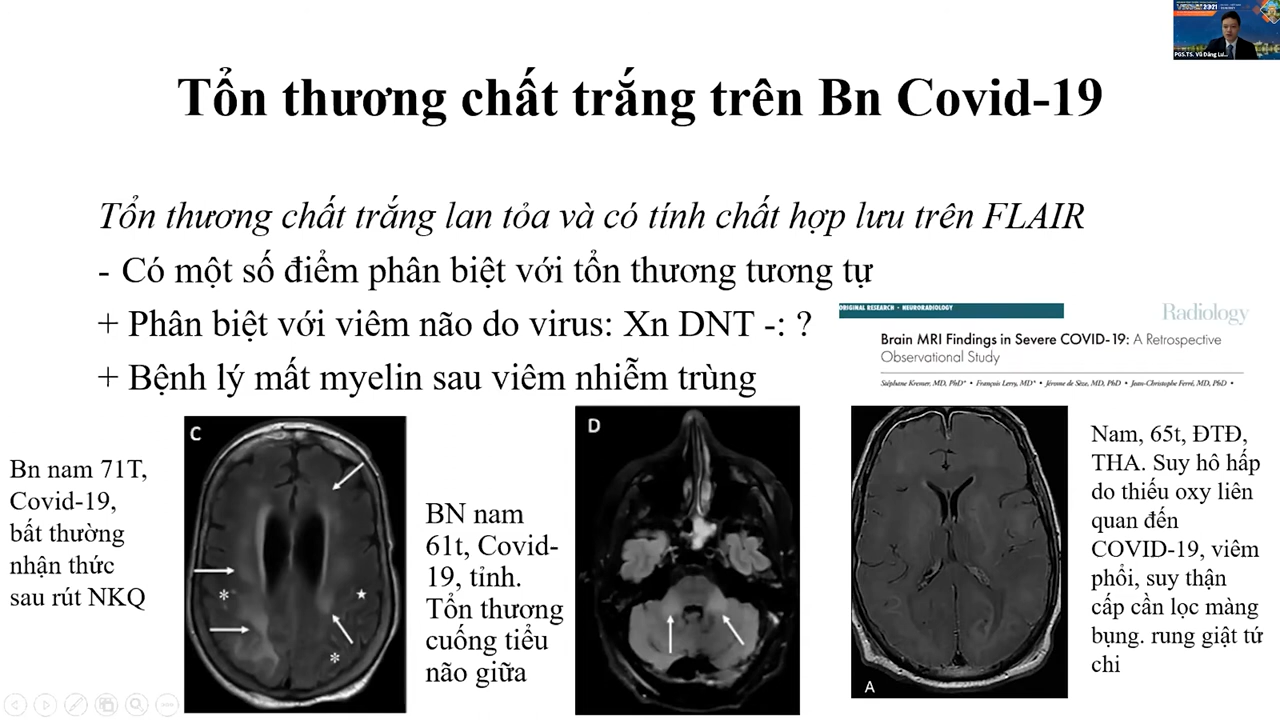 PGS.TS. Vũ Đăng Lư...
Tổn thương chất trắng trên Bn Covid-19
Tổn thương chất trắng lan tỏa và có tính chất hợp lưu trên FLAIR
- Có một số điểm phân biệt với tổn thương tương tự
+ Phân biệt với viêm não do virus: Xn DNT -: ?
+ Bệnh lý mất myelin sau viêm nhiễm trùng
ORIGINAL RESEARCH • NEURORADIOLOGY
Radiology
Brain MRI Findings in Severe COVID-19: A Retrospective
Observational Study
Stéphane Kremer, MD, PhD* • François Lersy, MD* • Jérome de Sèze, MD, PhD • Jean-Christophe Ferré, MD, PhD •
Bn nam 71T,
Covid-19,
bất thường
nhận thức
sau rút NKQ
C
BN nam
61t, Covid-
19, tỉnh.
Tổn thương
cuống tiểu
não giữa
D
A
Nam, 65t, ĐTĐ,
THA. Suy hô hấp
do thiếu oxy liên
quan đến
COVID-19, viêm
phổi, suy thận
cấp cần lọc màng
bụng. rung giật tứ
chi